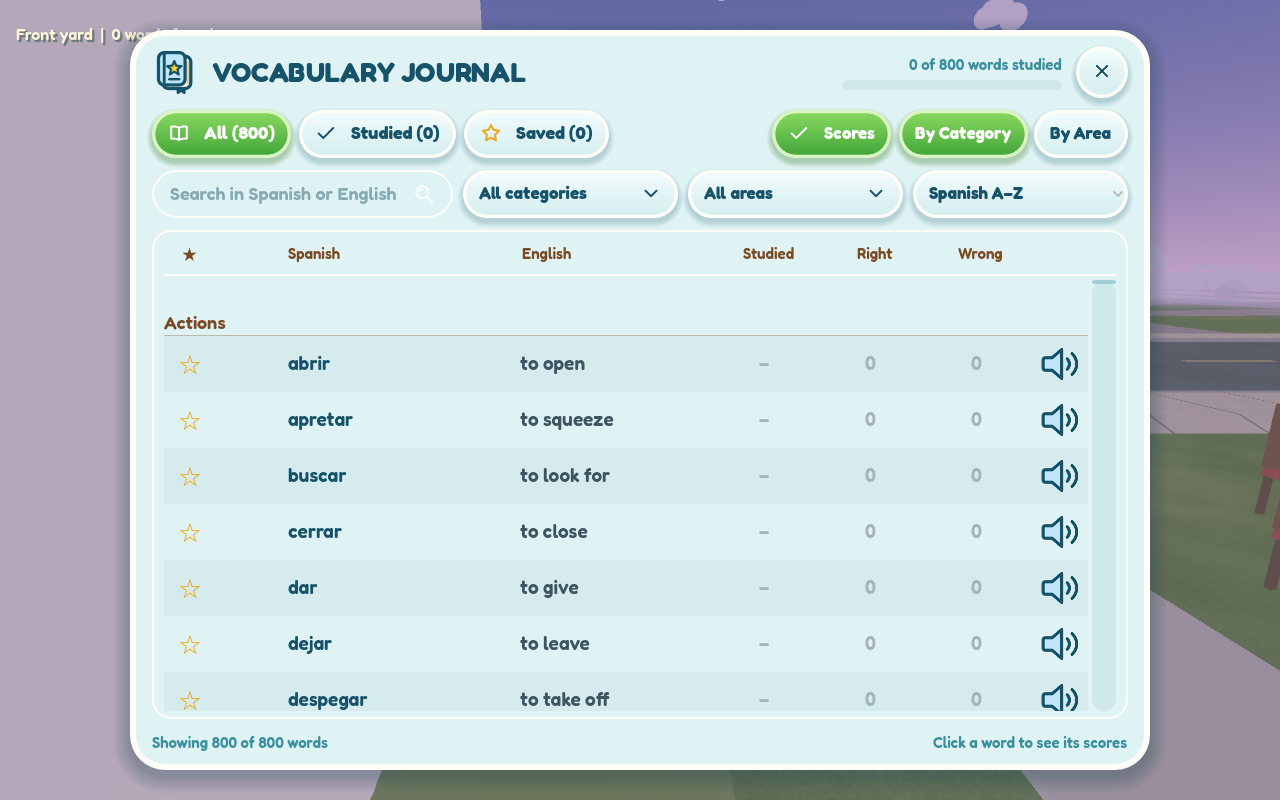 Front yard | 0
VOCABULARY JOURNAL
0 of 800 words studied
All (800)
Studied (0)
Saved (0)
Scores
By Category
By Area
Search in Spanish or English
All categories
All areas
Spanish A–Z
★ Spanish English Studied Right Wrong
Actions
☆ abrir to open – 0 0
☆ apretar to squeeze – 0 0
☆ buscar to look for – 0 0
☆ cerrar to close – 0 0
☆ dar to give – 0 0
☆ dejar to leave – 0 0
☆ despegar to take off – 0 0
Showing 800 of 800 words
Click a word to see its scores